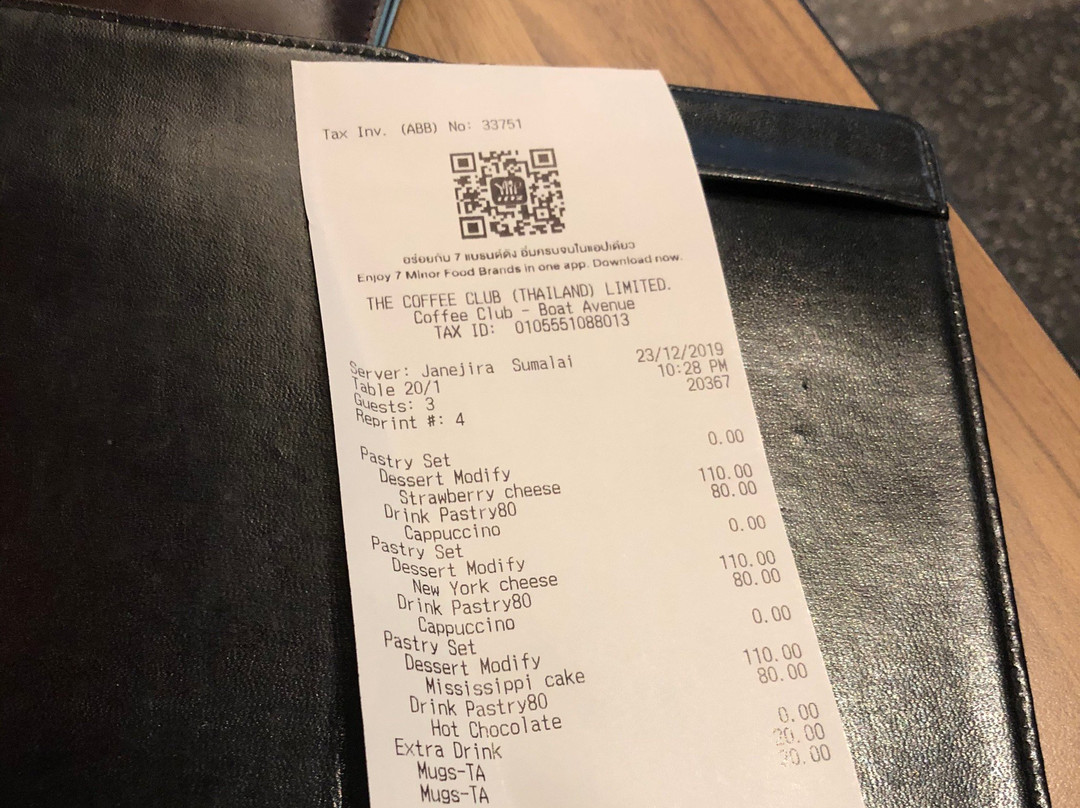 Tax Inv. (ABB) No: 33751
อร่อยกับ 7 แบรนด์ดัง อิ่มครบจบในแอปเดียว
Enjoy 7 Minor Food Brands in one app. Download now.
THE COFFEE CLUB (THAILAND) LIMITED.
Coffee Club - Boat Avenue
TAX ID: 0105551088013
Server: Janejira Sumalai 23/12/2019
Table 20/1 10:28 PM
Guests: 3 20367
Reprint #: 4
Pastry Set 0.00
Dessert Modify
Strawberry cheese 110.00
Drink Pastry80 80.00
Cappuccino
Pastry Set 0.00
Dessert Modify
New York cheese 110.00
Drink Pastry80 80.00
Cappuccino
Pastry Set 0.00
Dessert Modify
Mississippi cake 110.00
Drink Pastry80 80.00
Hot Chocolate
Extra Drink 0.00
Mugs-TA
Mugs-TA